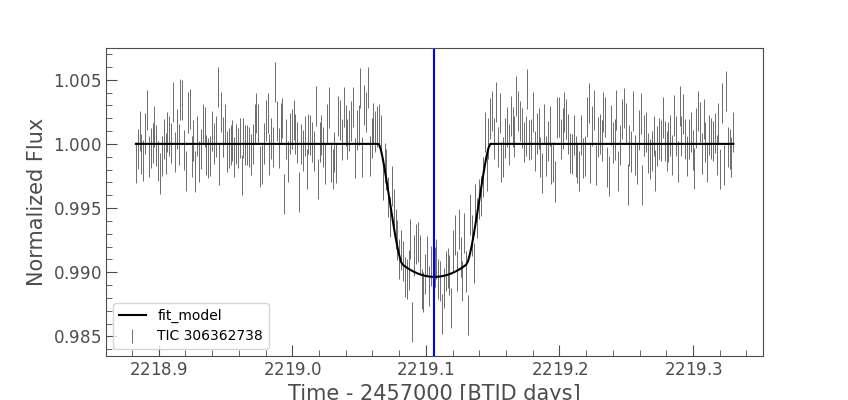 1.005
1.000
0.995
0.990
0.985
Normalized Flux
fit_model
TIC 306362738
2218.9 2219.0 2219.1 2219.2 2219.3
Time - 2457000 [BTJD days]